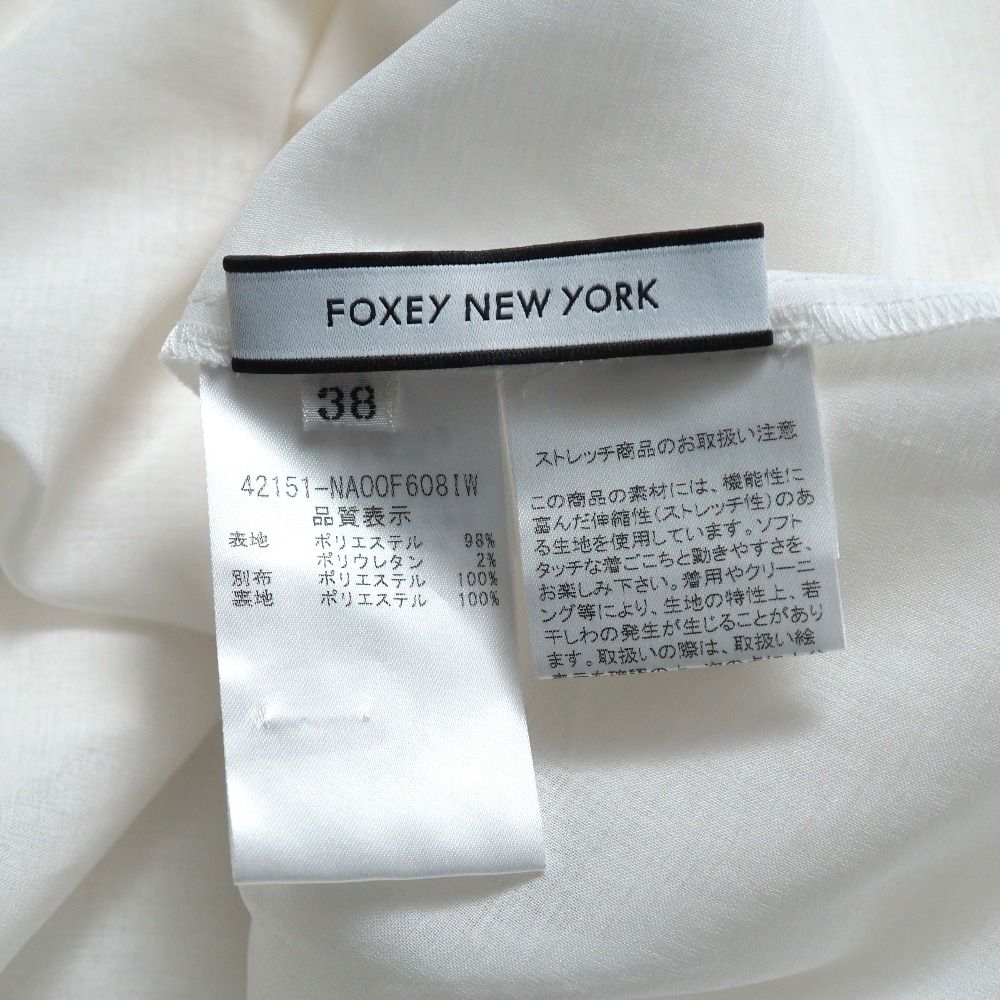 FOXEY NEW YORK
38
42151-NA00F608IW
品質表示
表地 ポリエステル 98%
ポリウレタン 2%
別布 ポリエステル 100%
裏地 ポリエステル 100%
ストレッチ商品のお取扱い注意
この商品の素材には、機能性に
富んだ伸縮性(ストレッチ性)のあ
る生地を使用しています。ソフト
タッチな着ごこちと動きやすさを、
お楽しみ下さい。着用やクリーニ
ング等により、生地の特性上、若
干しわの発生が生じることがあり
ます。取扱いの際は、取扱い絵